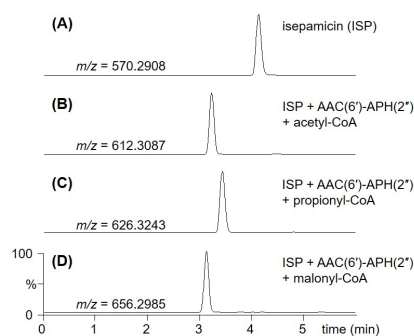 (A)
isepamicin (ISP)
m/z = 570.2908
(B)
ISP + AAC(6′)-APH(2″)
+ acetyl-CoA
m/z = 612.3087
(C)
ISP + AAC(6′)-APH(2″)
+ propionyl-CoA
m/z = 626.3243
100
(D)
ISP + AAC(6′)-APH(2″)
+ malonyl-CoA
%
m/z = 656.2985
0
0 1 2 3 4 5 time (min)